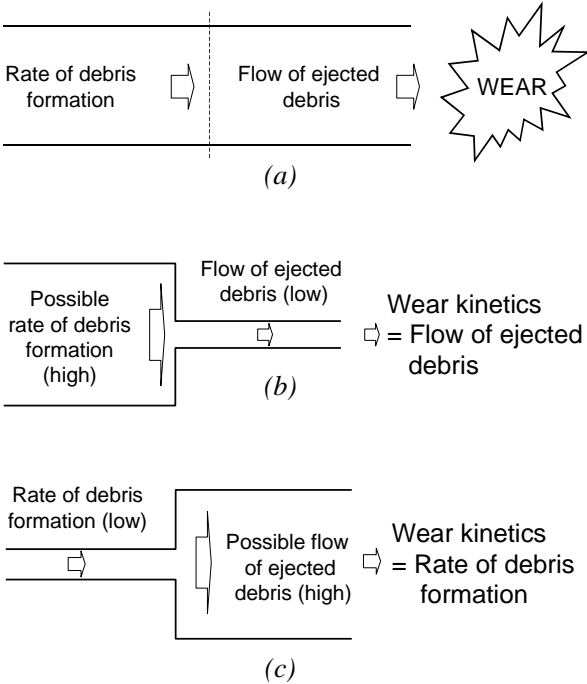 Rate of debris
formation
Flow of ejected
debris
WEAR
(a)
Possible
rate of debris
formation
(high)
Flow of ejected
debris (low)
Wear kinetics
= Flow of ejected
debris
(b)
Rate of debris
formation (low)
Possible flow
of ejected
debris (high)
Wear kinetics
= Rate of debris
formation
(c)